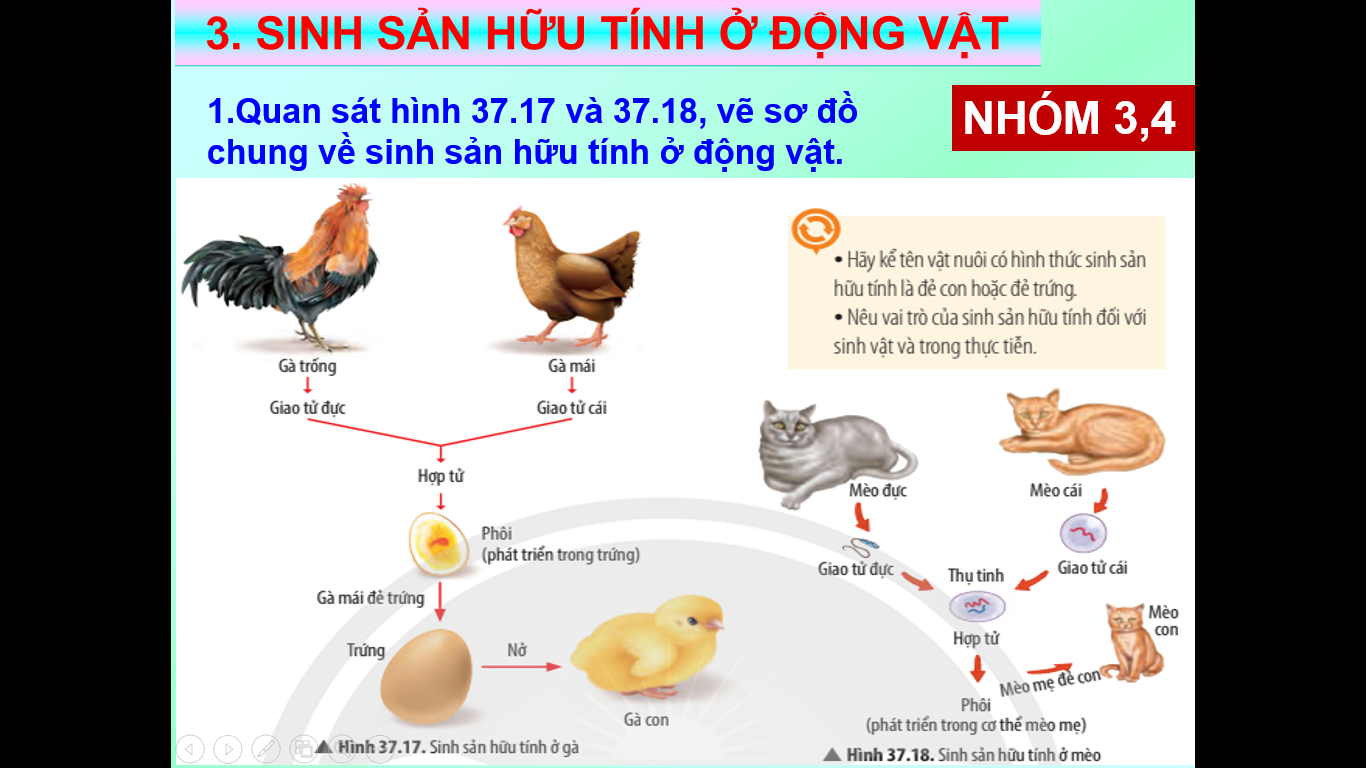 3. SINH SẢN HỮU TÍNH Ở ĐỘNG VẬT
1.Quan sát hình 37.17 và 37.18, vẽ sơ đồ
chung về sinh sản hữu tính ở động vật.
NHÓM 3,4
• Hãy kể tên vật nuôi có hình thức sinh sản
hữu tính là đẻ con hoặc đẻ trứng.
• Nêu vai trò của sinh sản hữu tính đối với
sinh vật và trong thực tiễn.
Gà trống
Gà mái
Giao tử đực
Giao tử cái
Hợp tử
Phôi
(phát triển trong trứng)
Gà mái đẻ trứng
Trứng
Nở
Gà con
▲ Hình 37.17. Sinh sản hữu tính ở gà
Mèo đực
Mèo cái
Giao tử đực
Thụ tinh
Giao tử cái
Hợp tử
Mèo
con
Mèo mẹ đẻ con
Phôi
(phát triển trong cơ thể mèo mẹ)
▲ Hình 37.18. Sinh sản hữu tính ở mèo